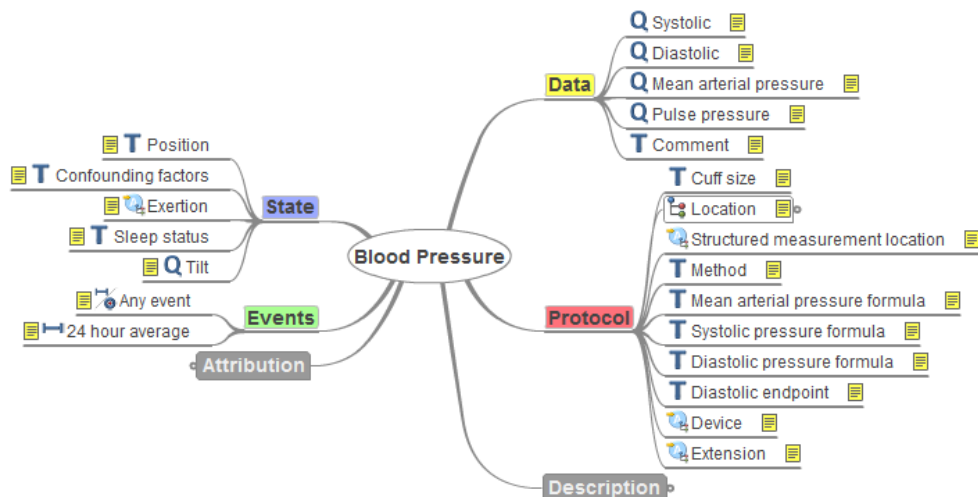 Blood Pressure
Data
Q Systolic
Q Diastolic
Q Mean arterial pressure
Q Pulse pressure
T Comment
Protocol
T Cuff size
Location
Structured measurement location
T Method
T Mean arterial pressure formula
T Systolic pressure formula
T Diastolic pressure formula
T Diastolic endpoint
Device
Extension
Description
State
T Position
T Confounding factors
Exertion
T Sleep status
Q Tilt
Events
Any event
24 hour average
Attribution